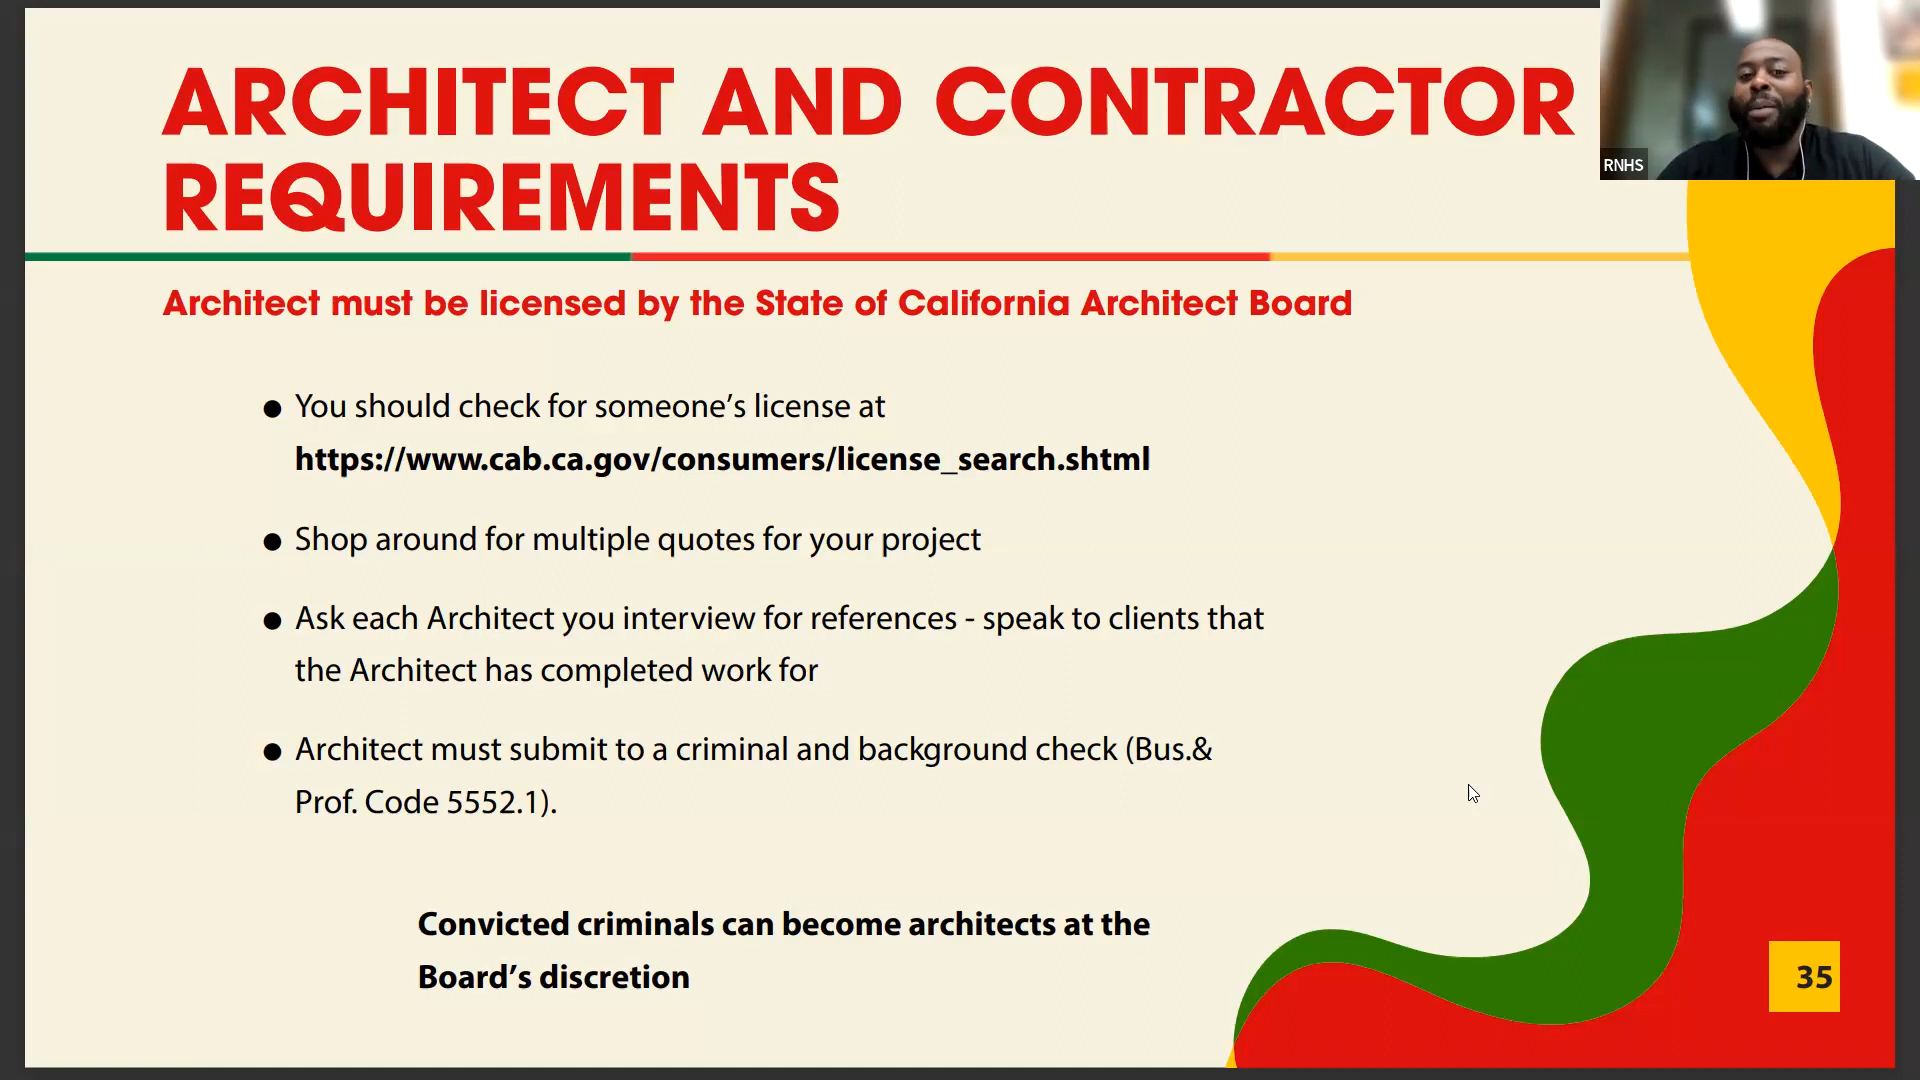 ARCHITECT AND CONTRACTOR
REQUIREMENTS
RNHS
Architect must be licensed by the State of California Architect Board
● You should check for someone’s license at
https://www.cab.ca.gov/consumers/license_search.shtml
● Shop around for multiple quotes for your project
● Ask each Architect you interview for references - speak to clients that
the Architect has completed work for
● Architect must submit to a criminal and background check (Bus.&
Prof. Code 5552.1).
Convicted criminals can become architects at the
Board’s discretion
35